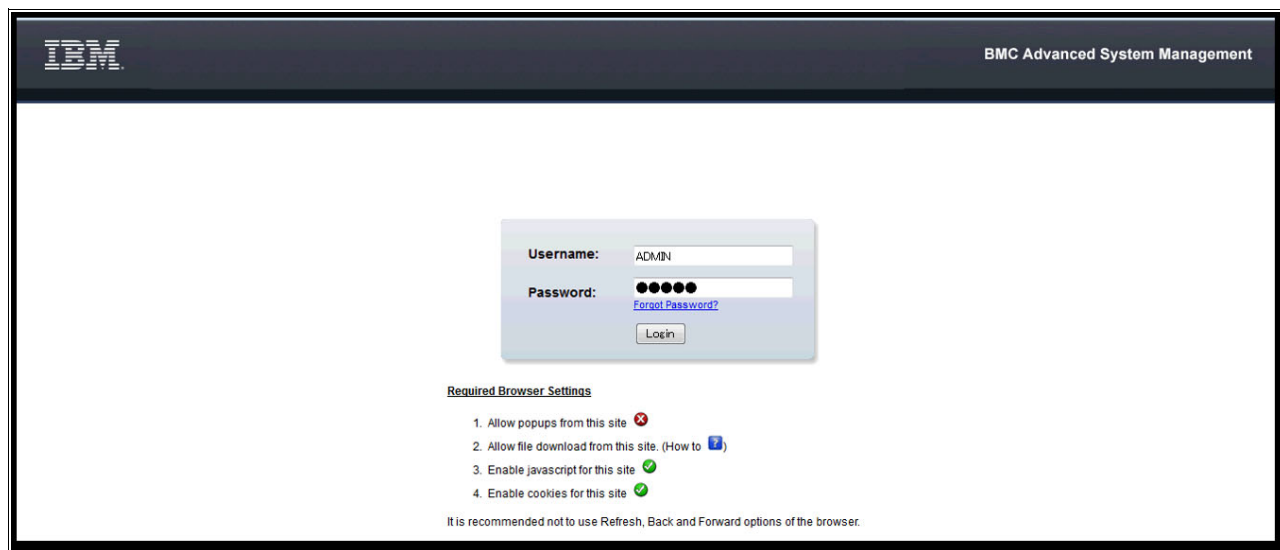 IBM.
BMC Advanced System Management
Username: ADMIN
Password: ●●●●●
Forgot Password?
Login
Required Browser Settings
1. Allow popups from this site
2. Allow file download from this site. (How to ?)
3. Enable javascript for this site
4. Enable cookies for this site
It is recommended not to use Refresh, Back and Forward options of the browser.